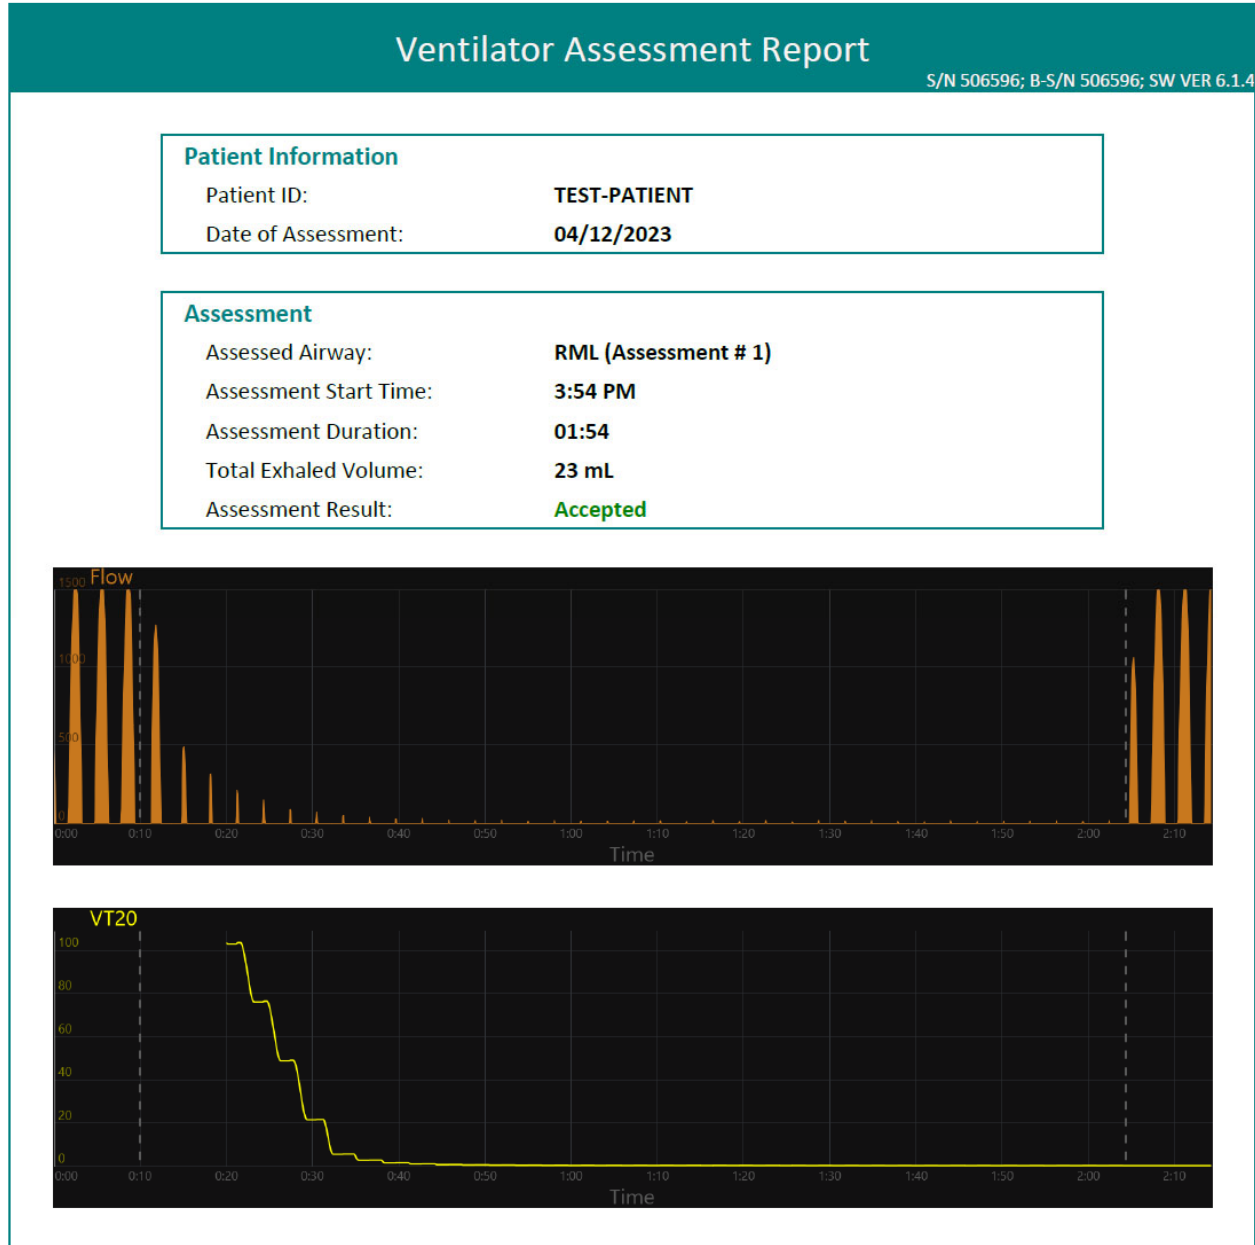 Ventilator Assessment Report
S/N 506596; B-S/N 506596; SW VER 6.1.4
Patient Information
Patient ID: TEST-PATIENT
Date of Assessment: 04/12/2023
Assessment
Assessed Airway: RML (Assessment # 1)
Assessment Start Time: 3:54 PM
Assessment Duration: 01:54
Total Exhaled Volume: 23 mL
Assessment Result: Accepted
Flow
1500
1000
500
0
0:00 0:10 0:20 0:30 0:40 0:50 1:00 1:10 1:20 1:30 1:40 1:50 2:00 2:10
Time
VT20
100
80
60
40
20
0
0:00 0:10 0:20 0:30 0:40 0:50 1:00 1:10 1:20 1:30 1:40 1:50 2:00 2:10
Time